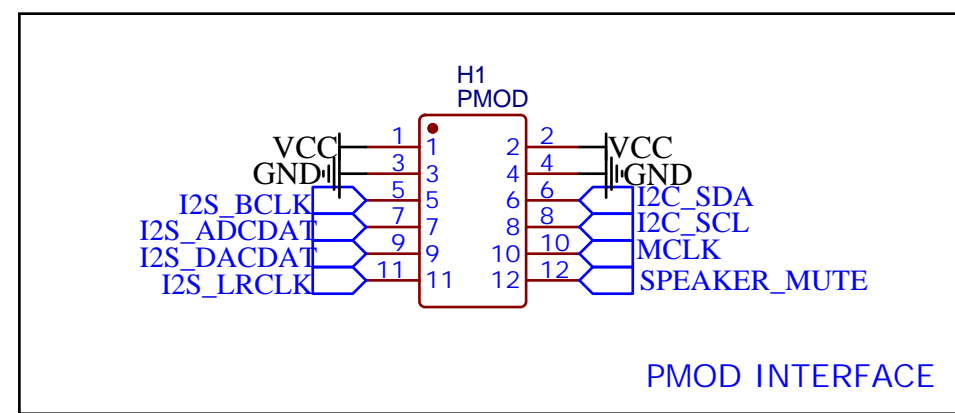 H1
PMOD
VCC 1 1 2 2 VCC
GND 3 3 4 4 GND
I2S_BCLK 5 5 6 6 I2C_SDA
I2S_ADCDAT 7 7 8 8 I2C_SCL
I2S_DACDAT 9 9 10 10 MCLK
I2S_LRCLK 11 11 12 12 SPEAKER_MUTE
PMOD INTERFACE